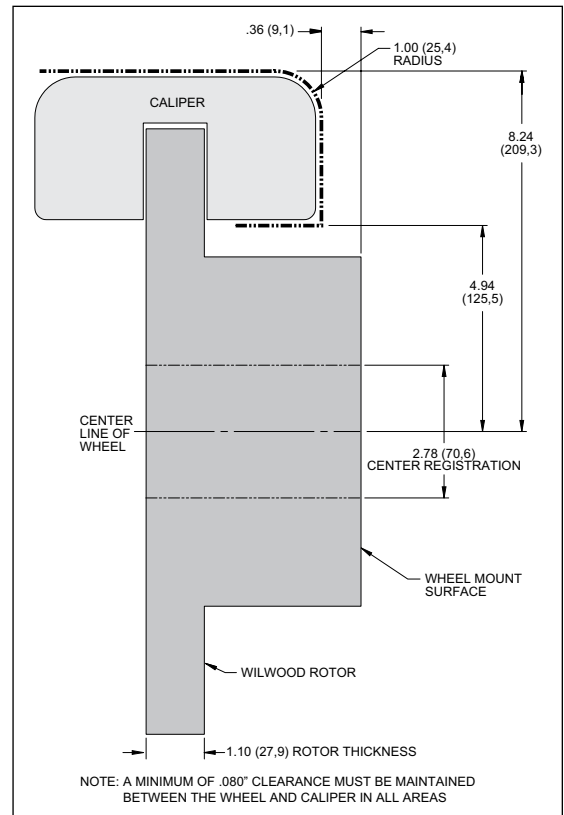 .36 (9,1)
1.00 (25,4)
RADIUS
CALIPER
8.24
(209,3)
4.94
(125,5)
CENTER
LINE OF
WHEEL
2.78 (70,6)
CENTER REGISTRATION
WHEEL MOUNT
SURFACE
WILWOOD ROTOR
1.10 (27,9) ROTOR THICKNESS
NOTE: A MINIMUM OF .080” CLEARANCE MUST BE MAINTAINED
BETWEEN THE WHEEL AND CALIPER IN ALL AREAS